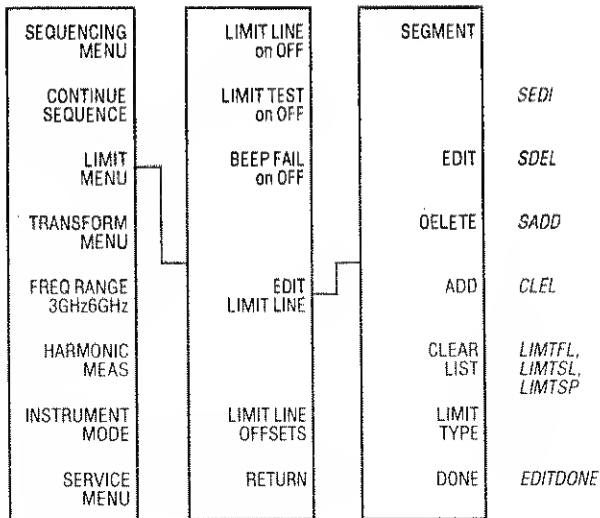 SEQUENCING
MENU
CONTINUE
SEQUENCE
LIMIT
MENU
TRANSFORM
MENU
FREQ RANGE
3GHz6GHz
HARMONIC
MEAS
INSTRUMENT
MODE
SERVICE
MENU
LIMIT LINE
on OFF
LIMIT TEST
on OFF
BEEP FAIL
on OFF
EDIT
LIMIT LINE
LIMIT LINE
OFFSETS
RETURN
SEGMENT
EDIT
DELETE
ADD
CLEAR
LIST
LIMIT
TYPE
DONE
SEDI
SDEL
SADD
CLEL
LIMTFL,
LIMTSL,
LIMTSP
EDITDONE